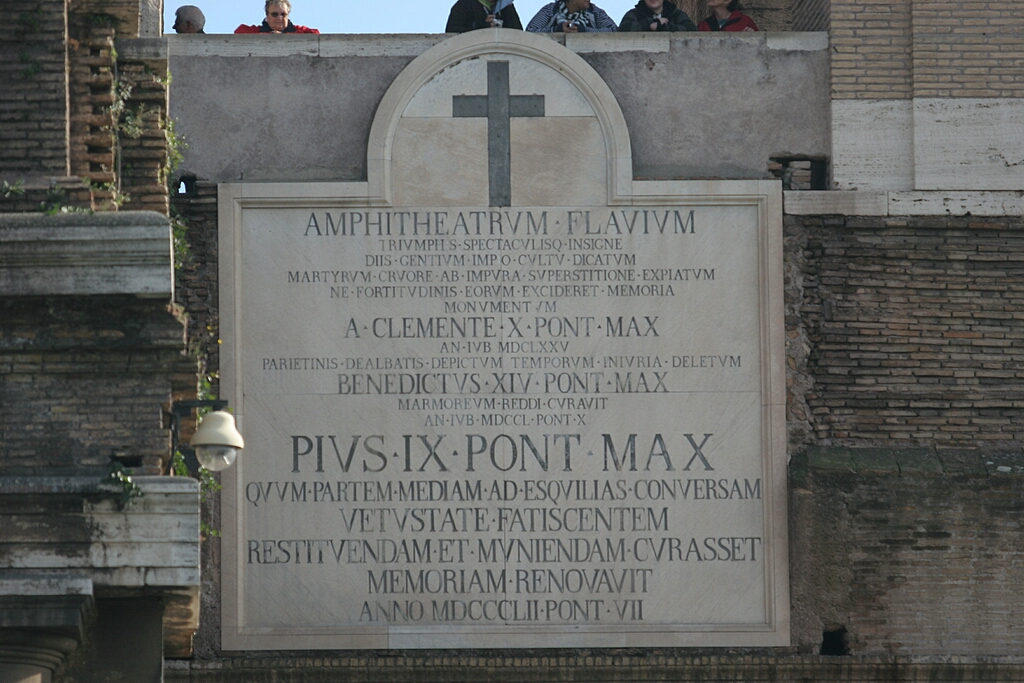 AMPHITHEATRVM · FLAVIVM
TRIVMPHIS · SPECTACVLISQ · INSIGNE
DIIS · GENTIVM · IMPIO · CVLTV · DICATVM
MARTYRVM · CRVORE · AB · IMPVRA · SVPERSTITIONE · EXPIATVM
NE · FORTITVDINIS · EORVM · EXCIDERET · MEMORIA
MONVMENTVM
A · CLEMENTE · X · PONT · MAX
AN · IVB MDCLXXV
PARIETINIS · DEALBATIS · DEPICTVM TEMPORVM · INIVRIA · DELETVM
BENEDICTVS · XIV · PONT · MAX
MARMOREVM · REDDI · CVRAVIT
AN · IVB · MDCCL · PONT · X
PIVS · IX · PONT · MAX
QVVM · PARTEM · MEDIAM · AD · ESQVILIAS · CONVERSAM
VETVSTATE · FATISCENTEM
RESTITVENDAM · ET · MVNIENDAM · CVRASSET
MEMORIAM · RENOVAVIT
ANNO MDCCCLII · PONT · VII